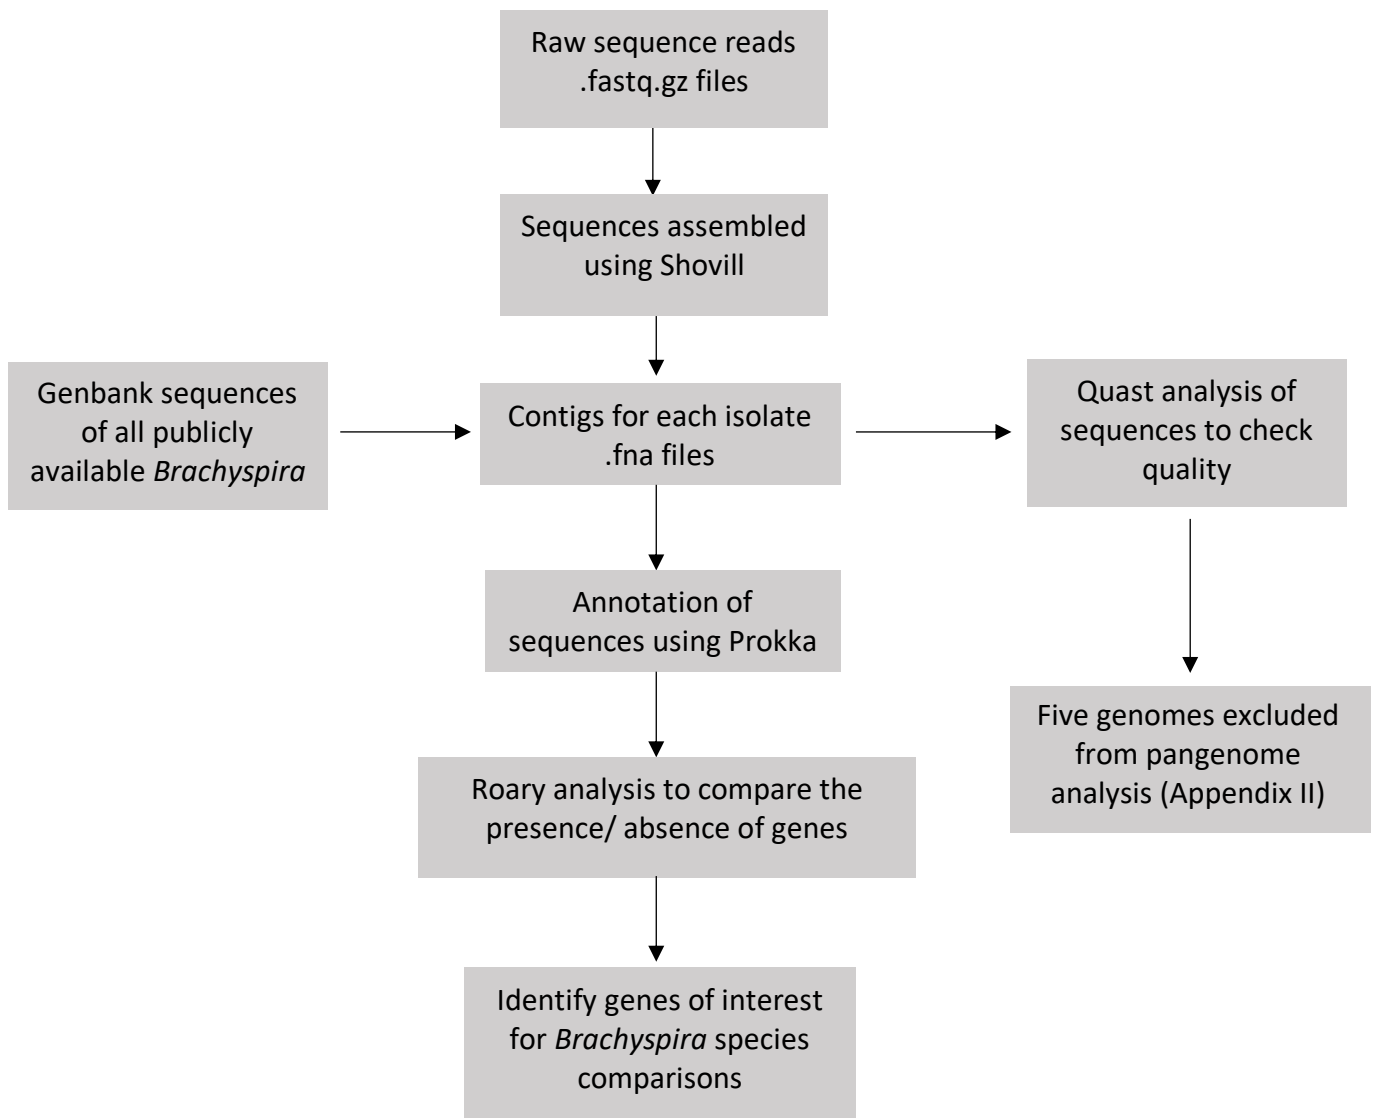 Raw sequence reads
.fastq.gz files
Sequences assembled
using Shovill
Genbank sequences
of all publicly
available Brachyspira
Contigs for each isolate
.fna files
Quast analysis of
sequences to check
quality
Annotation of
sequences using Prokka
Five genomes excluded
from pangenome
analysis (Appendix II)
Roary analysis to compare the
presence/ absence of genes
Identify genes of interest
for Brachyspira species
comparisons